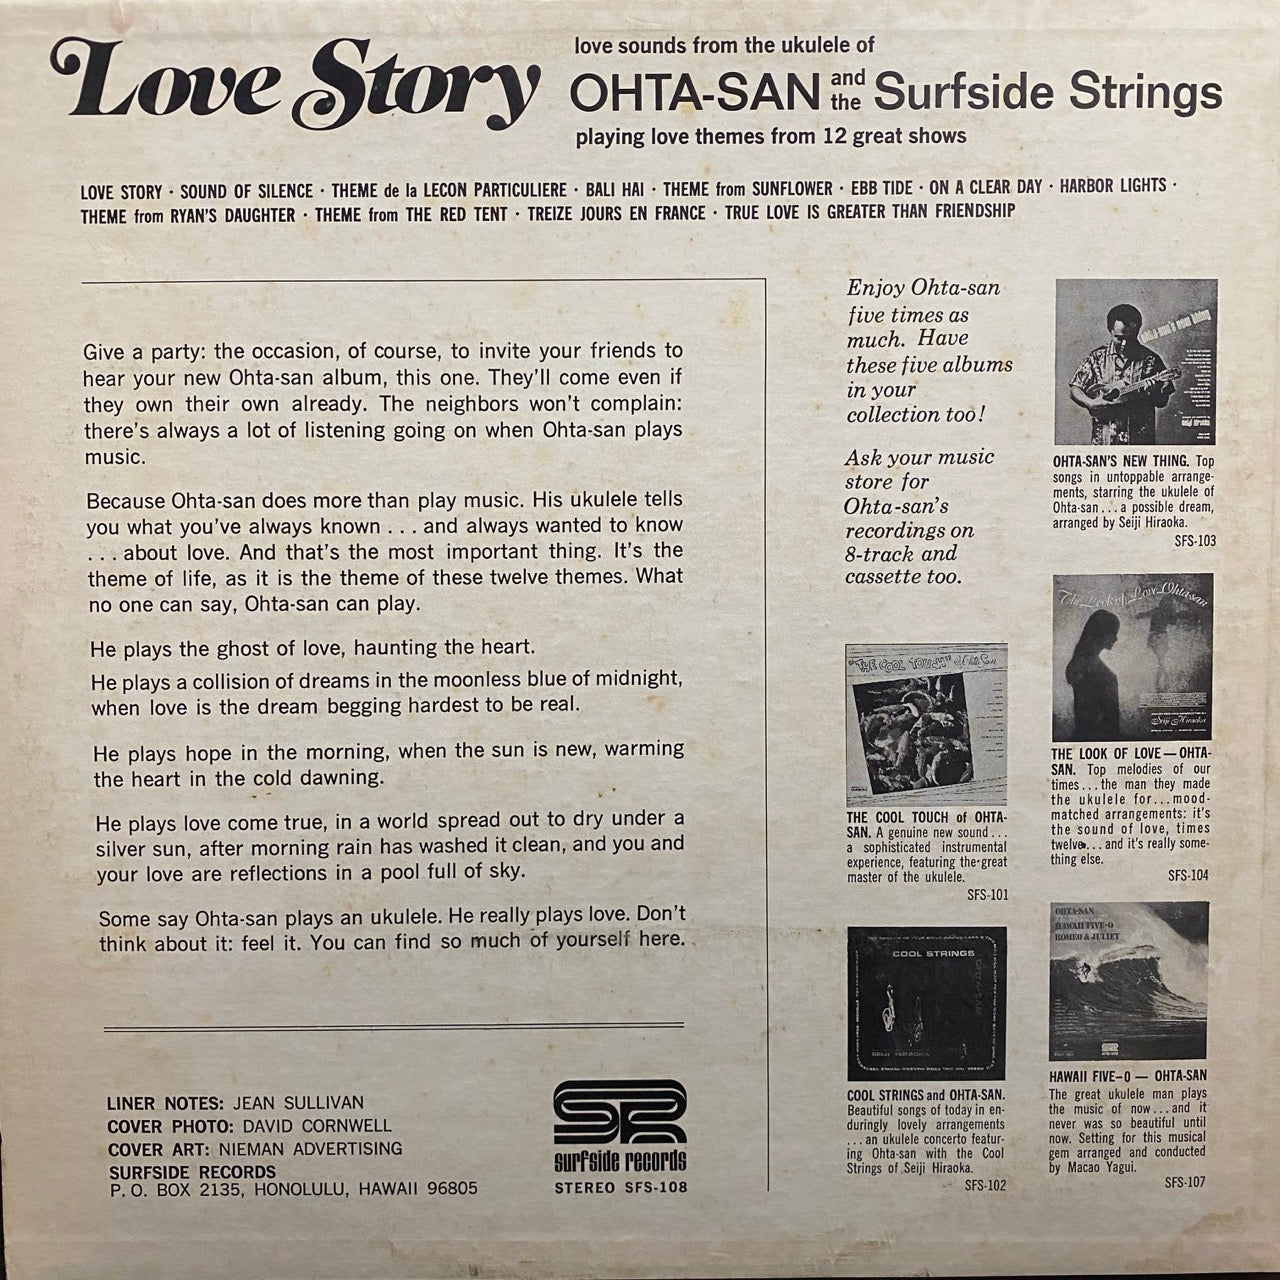 Love Story
love sounds from the ukulele of
OHTA-SAN and the Surfside Strings
playing love themes from 12 great shows
LOVE STORY · SOUND OF SILENCE · THEME de la LECON PARTICULIERE · BALI HAI · THEME from SUNFLOWER · EBB TIDE · ON A CLEAR DAY · HARBOR LIGHTS ·
THEME from RYAN'S DAUGHTER · THEME from THE RED TENT · TREIZE JOURS EN FRANCE · TRUE LOVE IS GREATER THAN FRIENDSHIP
Give a party: the occasion, of course, to invite your friends to
hear your new Ohta-san album, this one. They'll come even if
they own their own already. The neighbors won't complain:
there's always a lot of listening going on when Ohta-san plays
music.
Because Ohta-san does more than play music. His ukulele tells
you what you've always known . . . and always wanted to know
. . . about love. And that's the most important thing. It's the
theme of life, as it is the theme of these twelve themes. What
no one can say, Ohta-san can play.
He plays the ghost of love, haunting the heart.
He plays a collision of dreams in the moonless blue of midnight,
when love is the dream begging hardest to be real.
He plays hope in the morning, when the sun is new, warming
the heart in the cold dawning.
He plays love come true, in a world spread out to dry under a
silver sun, after morning rain has washed it clean, and you and
your love are reflections in a pool full of sky.
Some say Ohta-san plays an ukulele. He really plays love. Don't
think about it: feel it. You can find so much of yourself here.
LINER NOTES: JEAN SULLIVAN
COVER PHOTO: DAVID CORNWELL
COVER ART: NIEMAN ADVERTISING
SURFSIDE RECORDS
P. O. BOX 2135, HONOLULU, HAWAII 96805
surfside records
STEREO SFS-108
Enjoy Ohta-san
five times as
much. Have
these five albums
in your
collection too!
Ask your music
store for
Ohta-san's
recordings on
8-track and
cassette too.
"THE COOL TOUCH" of Ohta-San
THE COOL TOUCH of OHTA-
SAN. A genuine new sound . . .
a sophisticated instrumental
experience, featuring the great
master of the ukulele.
SFS-101
COOL STRINGS
SEIJI HIRAOKA
COOL STRINGS and OHTA-SAN.
Beautiful songs of today in en-
duringly lovely arrangements
. . . an ukulele concerto featur-
ing Ohta-san with the Cool
Strings of Seiji Hiraoka.
SFS-102
OHTA-SAN'S NEW THING. Top
songs in untoppable arrange-
ments, starring the ukulele of
Ohta-san . . . a possible dream,
arranged by Seiji Hiraoka.
SFS-103
The Look of Love Ohta-san
Seiji Hiraoka
THE LOOK OF LOVE — OHTA-
SAN. Top melodies of our
times . . . the man they made
the ukulele for . . . mood-
matched arrangements: it's
the sound of love, times
twelve . . . and it's really some-
thing else.
SFS-104
OHTA-SAN
HAWAII FIVE-O
ROMEO & JULIET
HAWAII FIVE-0 — OHTA-SAN
The great ukulele man plays
the music of now . . . and it
never was so beautiful until
now. Setting for this musical
gem arranged and conducted
by Macao Yagui.
SFS-107